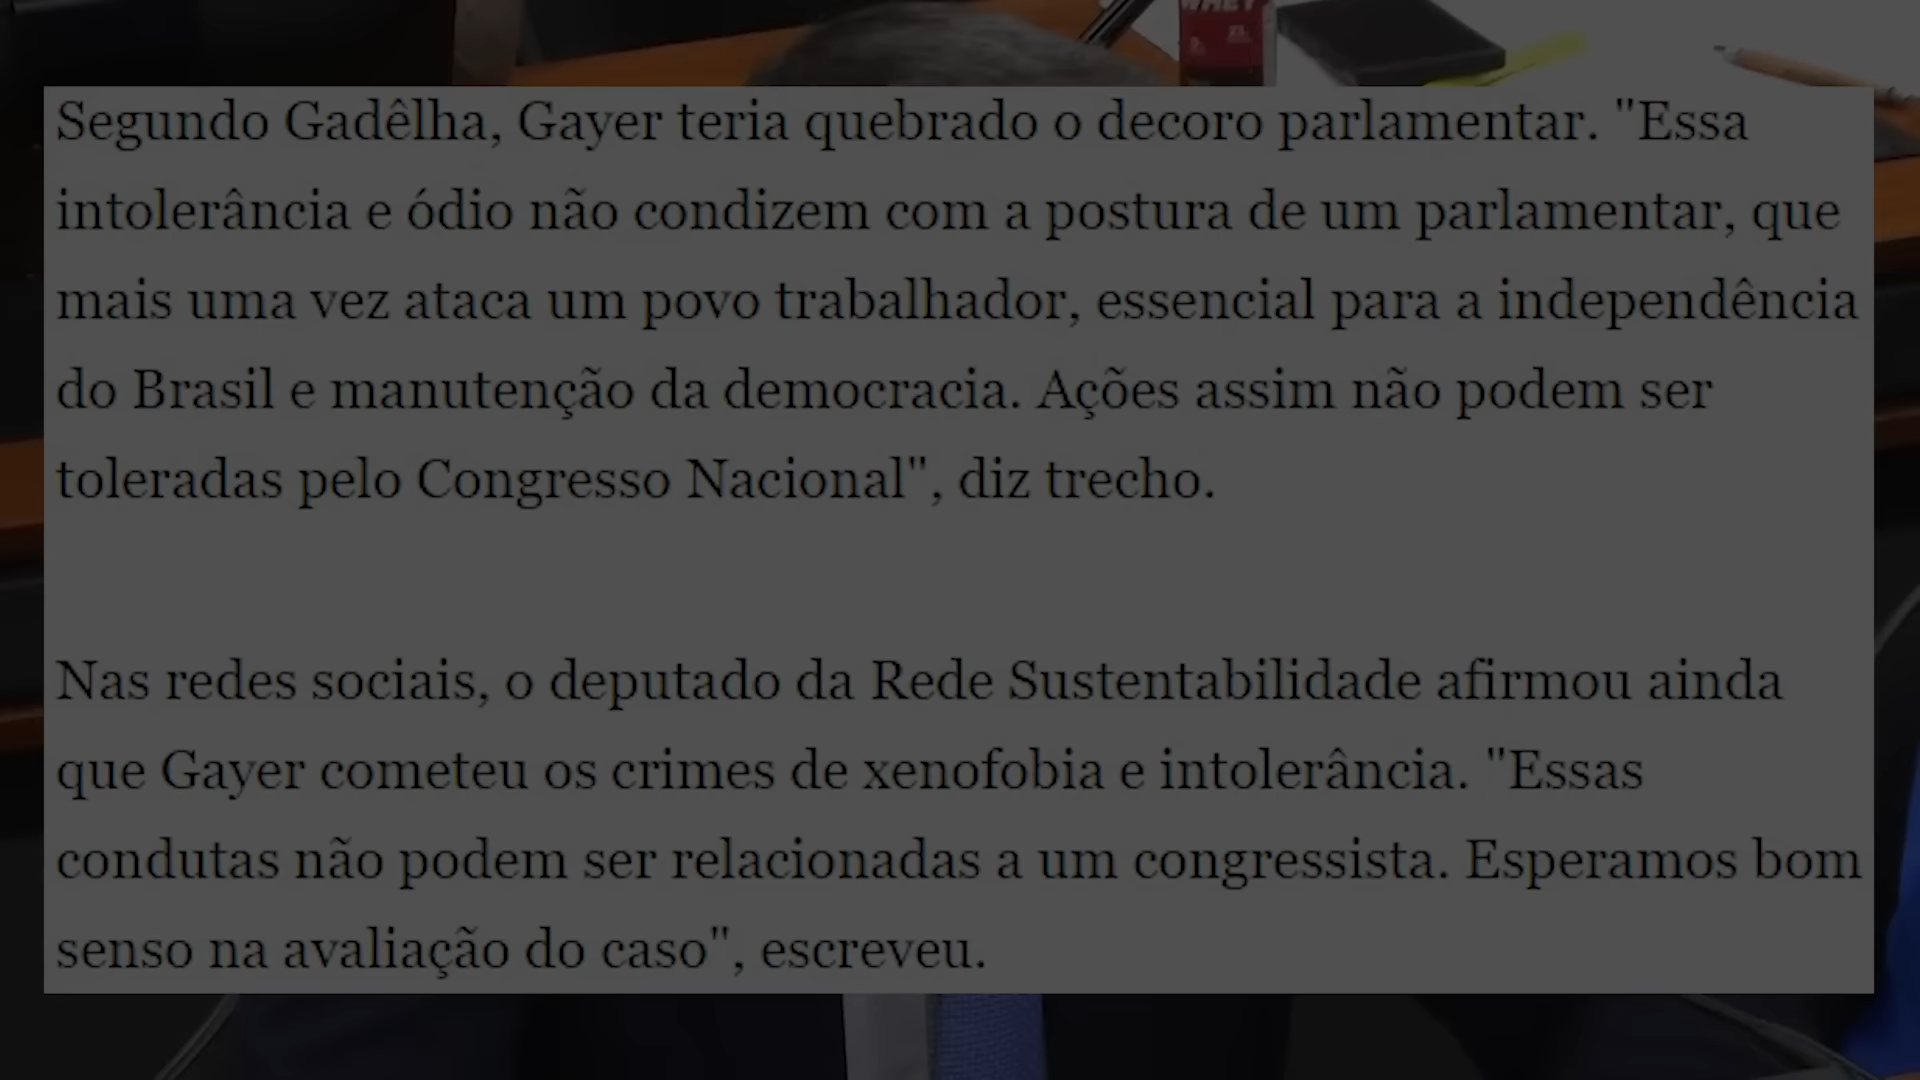 WHEY
Segundo Gadêlha, Gayer teria quebrado o decoro parlamentar. "Essa
intolerância e ódio não condizem com a postura de um parlamentar, que
mais uma vez ataca um povo trabalhador, essencial para a independência
do Brasil e manutenção da democracia. Ações assim não podem ser
toleradas pelo Congresso Nacional", diz trecho.
Nas redes sociais, o deputado da Rede Sustentabilidade afirmou ainda
que Gayer cometeu os crimes de xenofobia e intolerância. "Essas
condutas não podem ser relacionadas a um congressista. Esperamos bom
senso na avaliação do caso", escreveu.